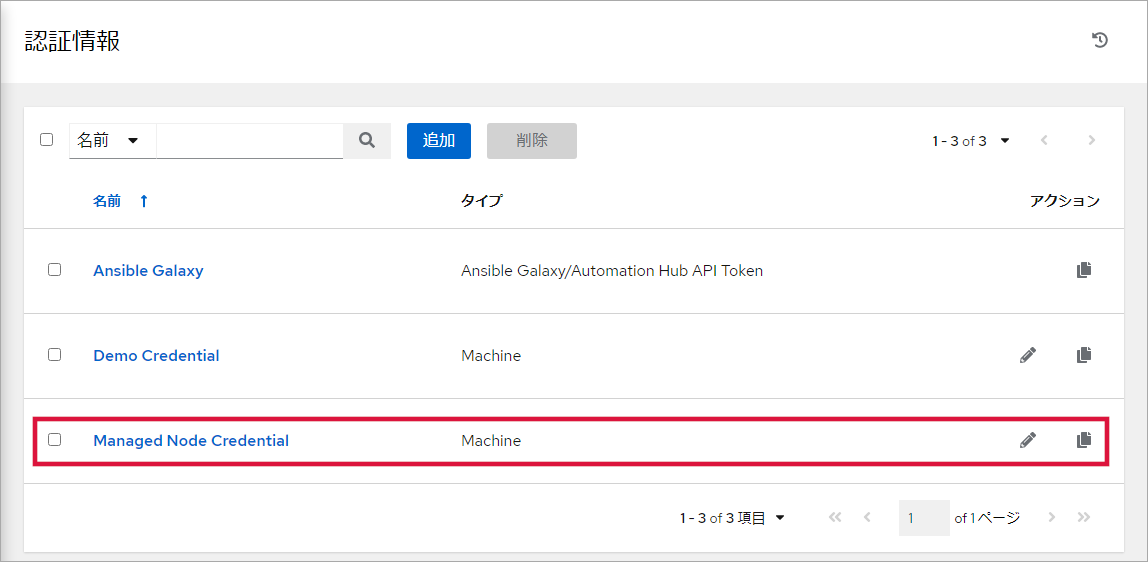 認証情報
名前 追加 削除 1 - 3 of 3
名前 タイプ アクション
Ansible Galaxy Ansible Galaxy/Automation Hub API Token
Demo Credential Machine
Managed Node Credential Machine
1 - 3 of 3 項目 1 of 1 ページ